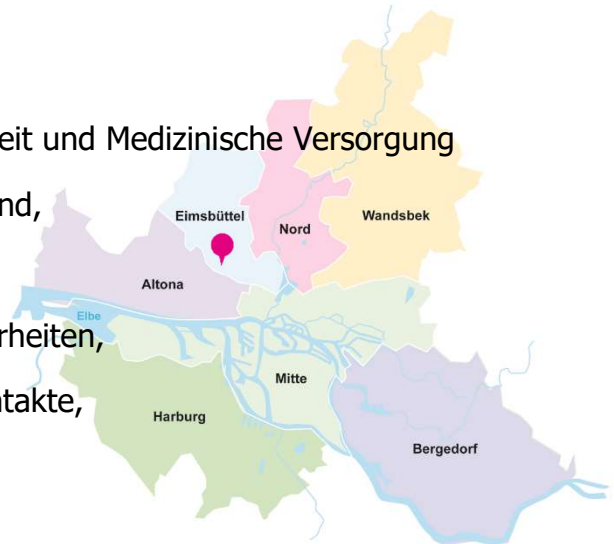 eit und Medizinische Versorgung
nd,
Eimsbüttel
Nord
Wandsbek
Altona
Elbe
rheiten,
Mitte
ntakte,
Harburg
Bergedorf